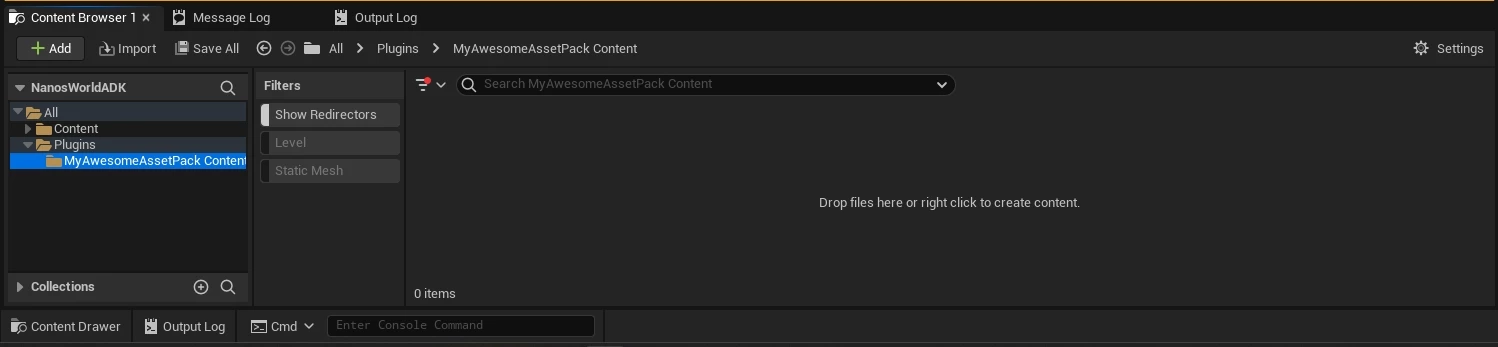 Content Browser 1 × Message Log Output Log
Add Import Save All All > Plugins > MyAwesomeAssetPack Content Settings
NanosWorldADK
All
Content
Plugins
MyAwesomeAssetPack Content
Collections
Filters
Show Redirectors
Level
Static Mesh
Search MyAwesomeAssetPack Content
Drop files here or right click to create content.
0 items
Content Drawer Output Log Cmd Enter Console Command